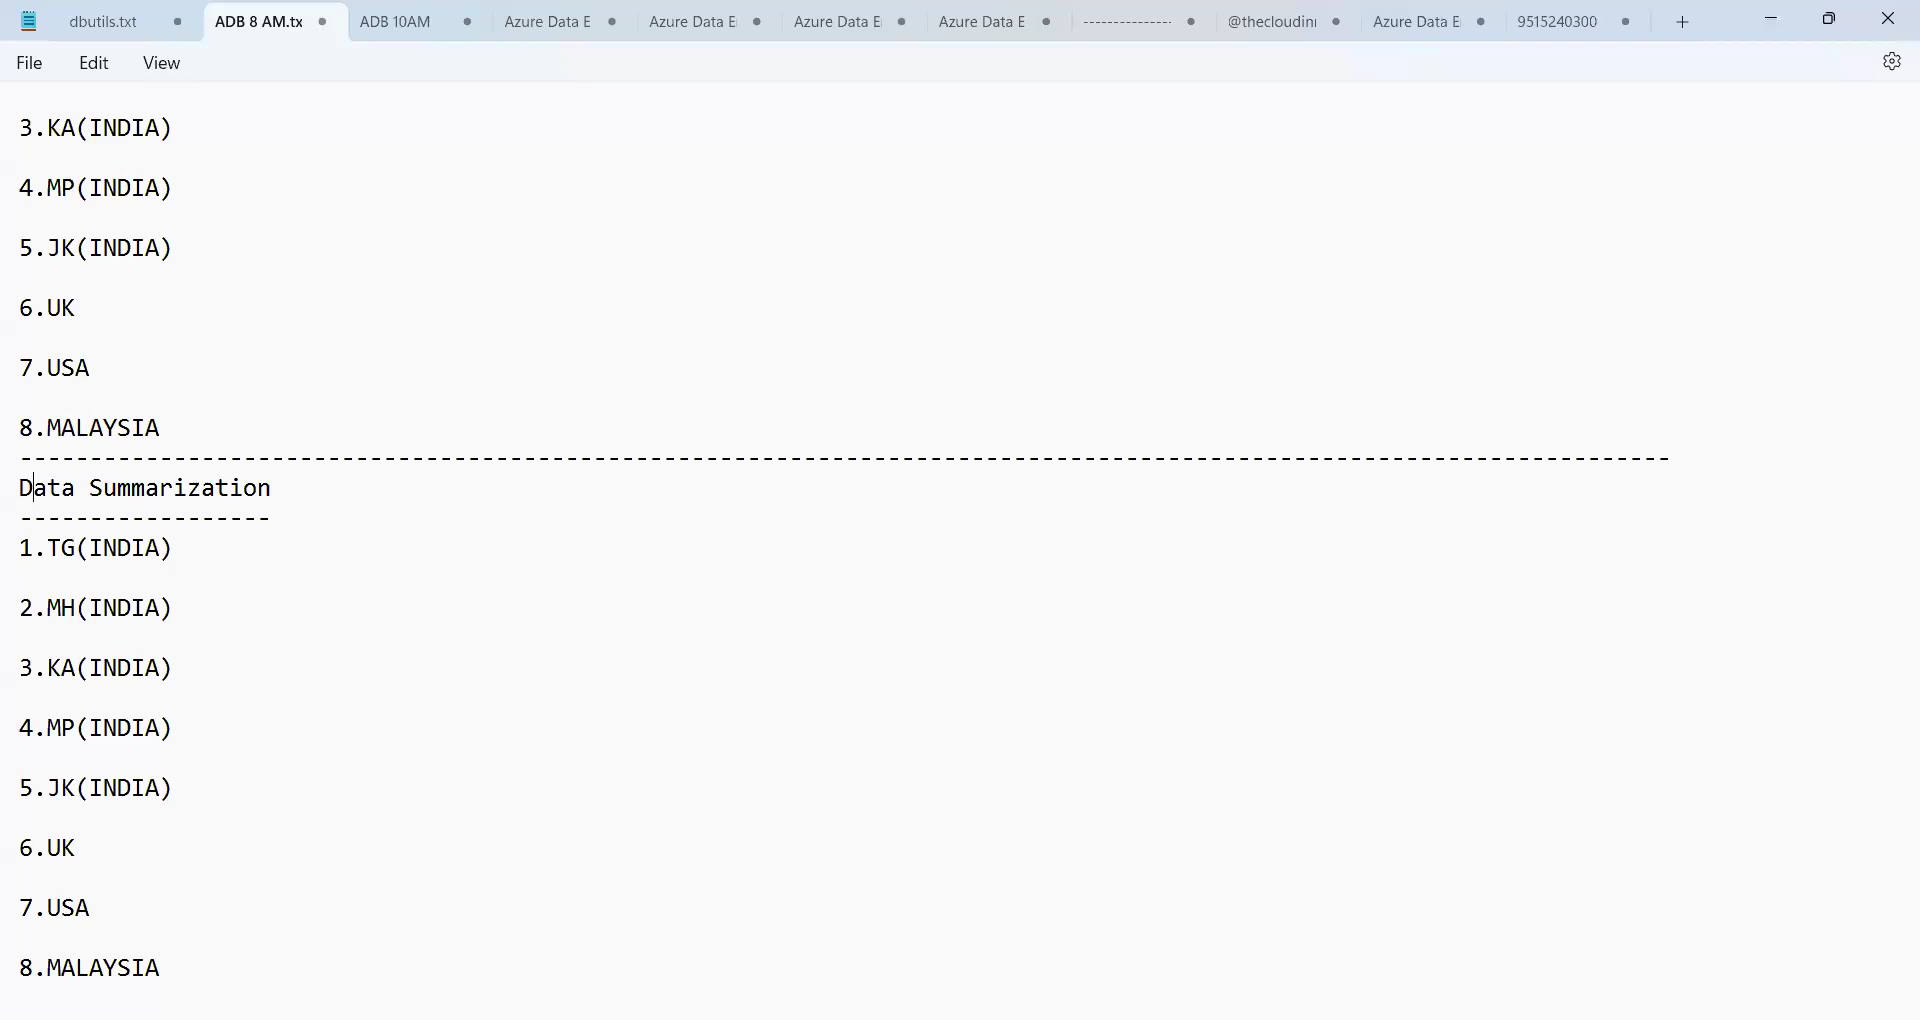 dbutils.txt
ADB 8 AM.tx
ADB 10AM
Azure Data E
Azure Data E
Azure Data E
Azure Data E
---------------
@thecloudin
Azure Data E
9515240300
File Edit View
3.KA(INDIA)
4.MP(INDIA)
5.JK(INDIA)
6.UK
7.USA
8.MALAYSIA
----------------------------------------------------------------------------------------------------------------------
Data Summarization
------------------
1.TG(INDIA)
2.MH(INDIA)
3.KA(INDIA)
4.MP(INDIA)
5.JK(INDIA)
6.UK
7.USA
8.MALAYSIA